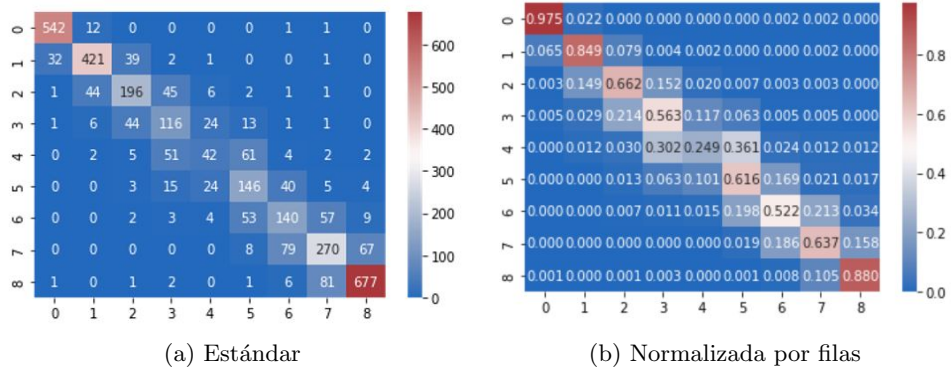 0 542 12 0 0 0 0 1 1 0
1 32 421 39 2 1 0 0 1 0
2 1 44 196 45 6 2 1 1 0
3 1 6 44 116 24 13 1 1 0
4 0 2 5 51 42 61 4 2 2
5 0 0 3 15 24 146 40 5 4
6 0 0 2 3 4 53 140 57 9
7 0 0 0 0 0 8 79 270 67
8 1 0 1 2 0 1 6 81 677
0 1 2 3 4 5 6 7 8
600
500
400
300
200
100
0
(a) Estándar
0 0.975 0.022 0.000 0.000 0.000 0.000 0.002 0.002 0.000
1 0.065 0.849 0.079 0.004 0.002 0.000 0.000 0.002 0.000
2 0.003 0.149 0.662 0.152 0.020 0.007 0.003 0.003 0.000
3 0.005 0.029 0.214 0.563 0.117 0.063 0.005 0.005 0.000
4 0.000 0.012 0.030 0.302 0.249 0.361 0.024 0.012 0.012
5 0.000 0.000 0.013 0.063 0.101 0.616 0.169 0.021 0.017
6 0.000 0.000 0.007 0.011 0.015 0.198 0.522 0.213 0.034
7 0.000 0.000 0.000 0.000 0.000 0.019 0.186 0.637 0.158
8 0.001 0.000 0.001 0.003 0.000 0.001 0.008 0.105 0.880
0 1 2 3 4 5 6 7 8
0.8
0.6
0.4
0.2
0.0
(b) Normalizada por filas